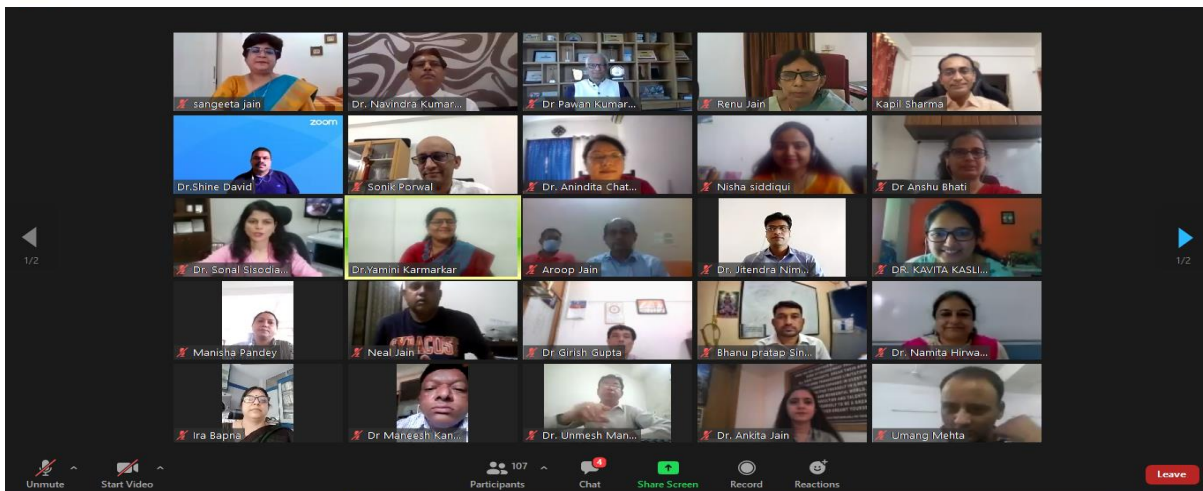 sangeeta jain
Dr. Navindra Kumar...
Dr Pawan Kumar...
Renu Jain
Kapil Sharma
zoom
Dr.Shine David
Sonik Porwal
Dr. Anindita Chat...
Nisha siddiqui
Dr Anshu Bhati
Dr. Sonal Sisodia...
Dr.Yamini Karmarkar
Aroop Jain
Dr. Jitendra Nim...
DR. KAVITA KASLI...
1/2
1/2
Manisha Pandey
Neal Jain
Dr Girish Gupta
Bhanu pratap Sin...
Dr. Namita Hirwa...
Ira Bapna
Dr Maneesh Kan...
Dr. Unmesh Man...
Dr. Ankita Jain
Umang Mehta
Unmute
Start Video
107
Participants
4
Chat
Share Screen
Record
Reactions
Leave